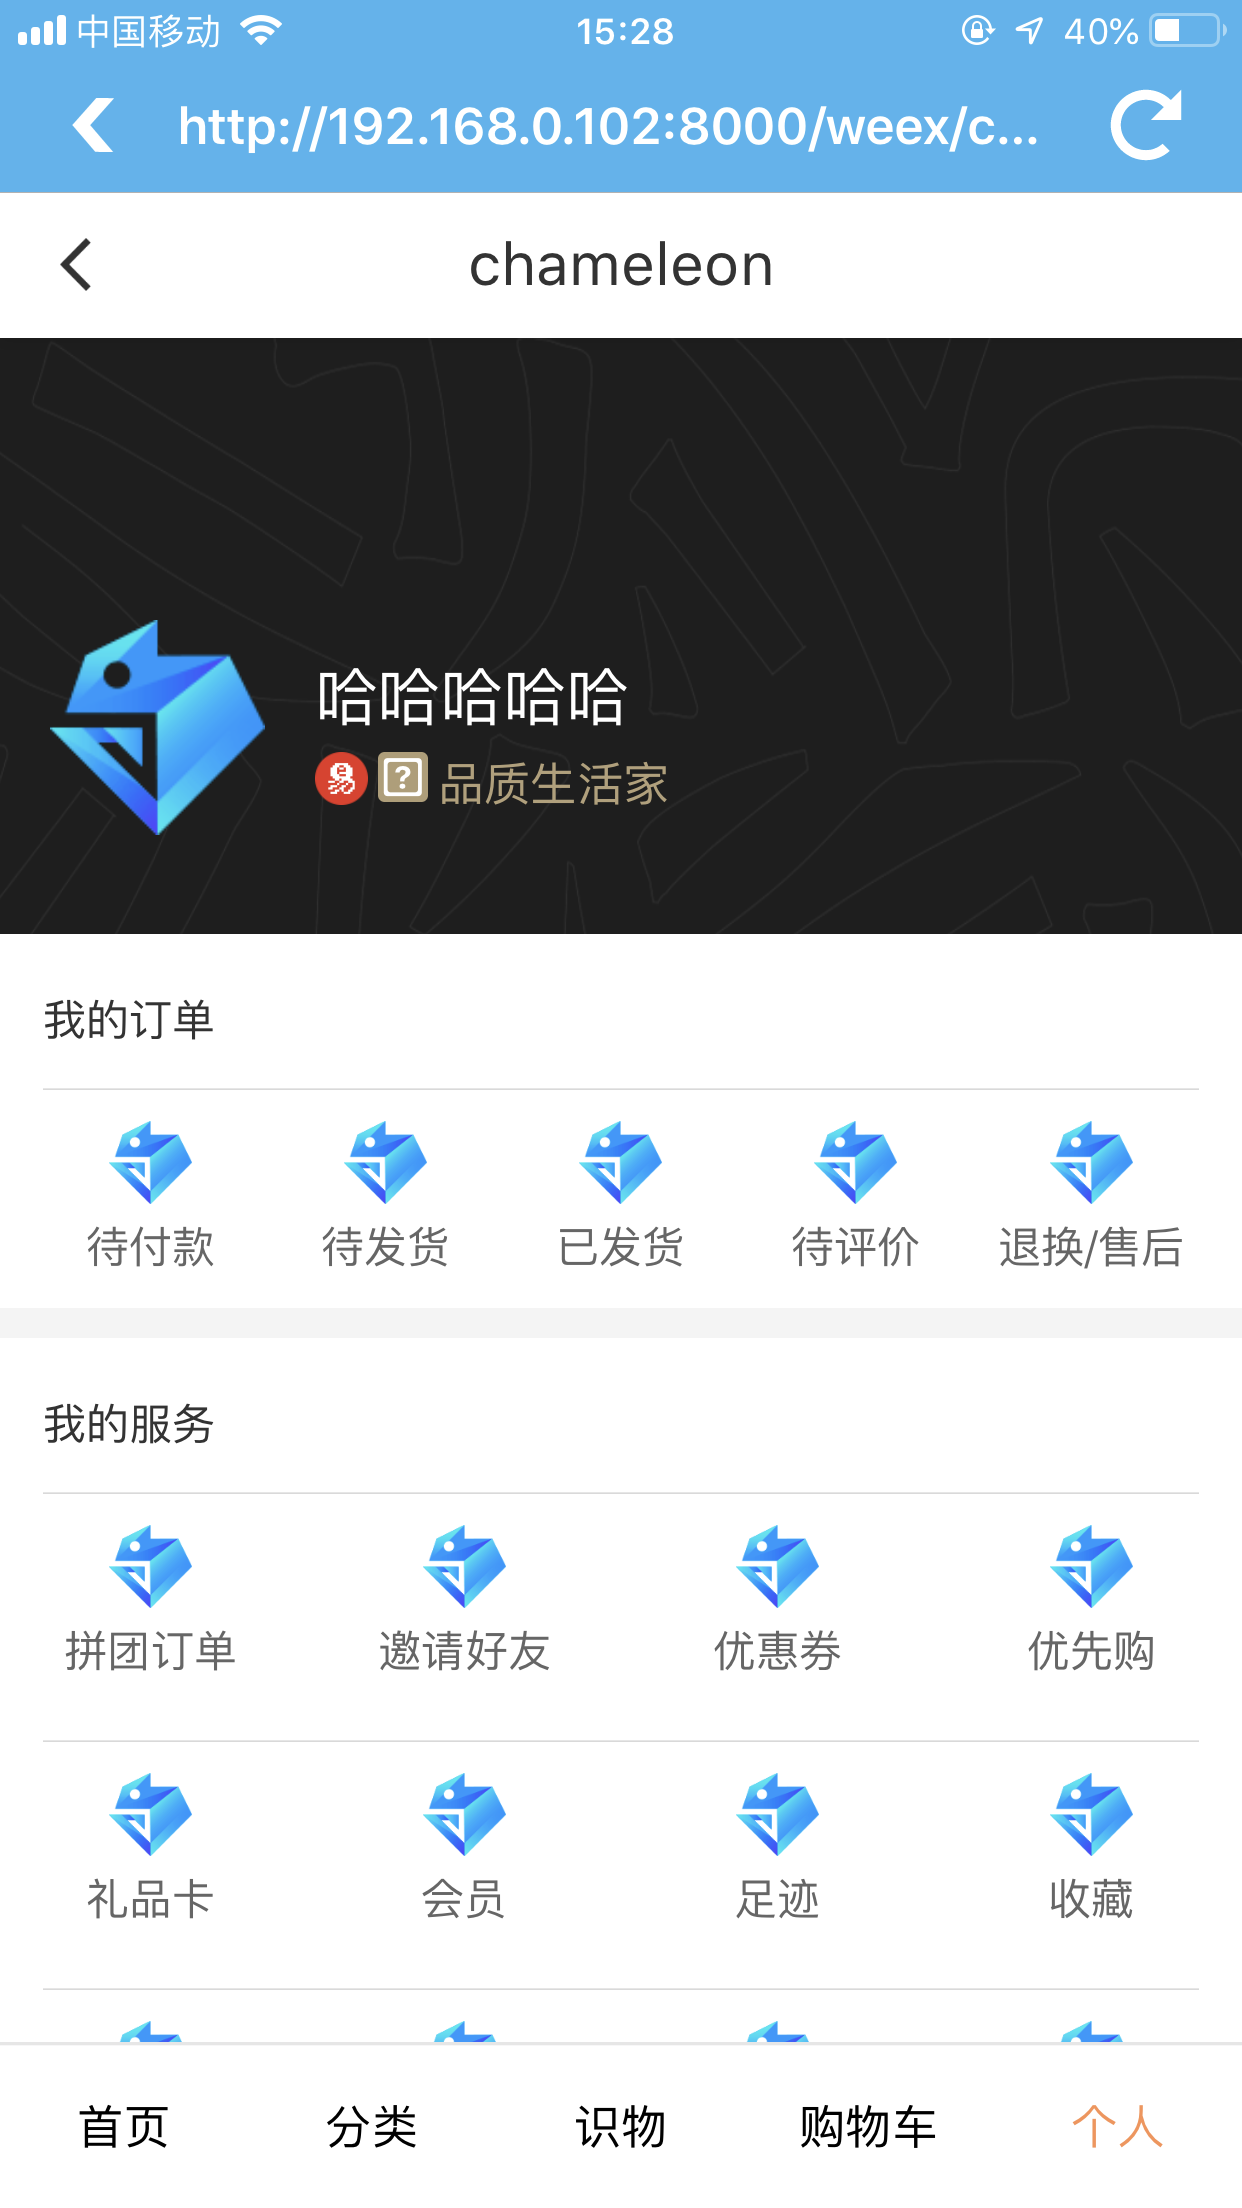 中国移动 15:28 40%
http://192.168.0.102:8000/weex/c...
chameleon
哈哈哈哈哈
易 ? 品质生活家
我的订单
待付款 待发货 已发货 待评价 退换/售后
我的服务
拼团订单 邀请好友 优惠券 优先购
礼品卡 会员 足迹 收藏
首页 分类 识物 购物车 个人